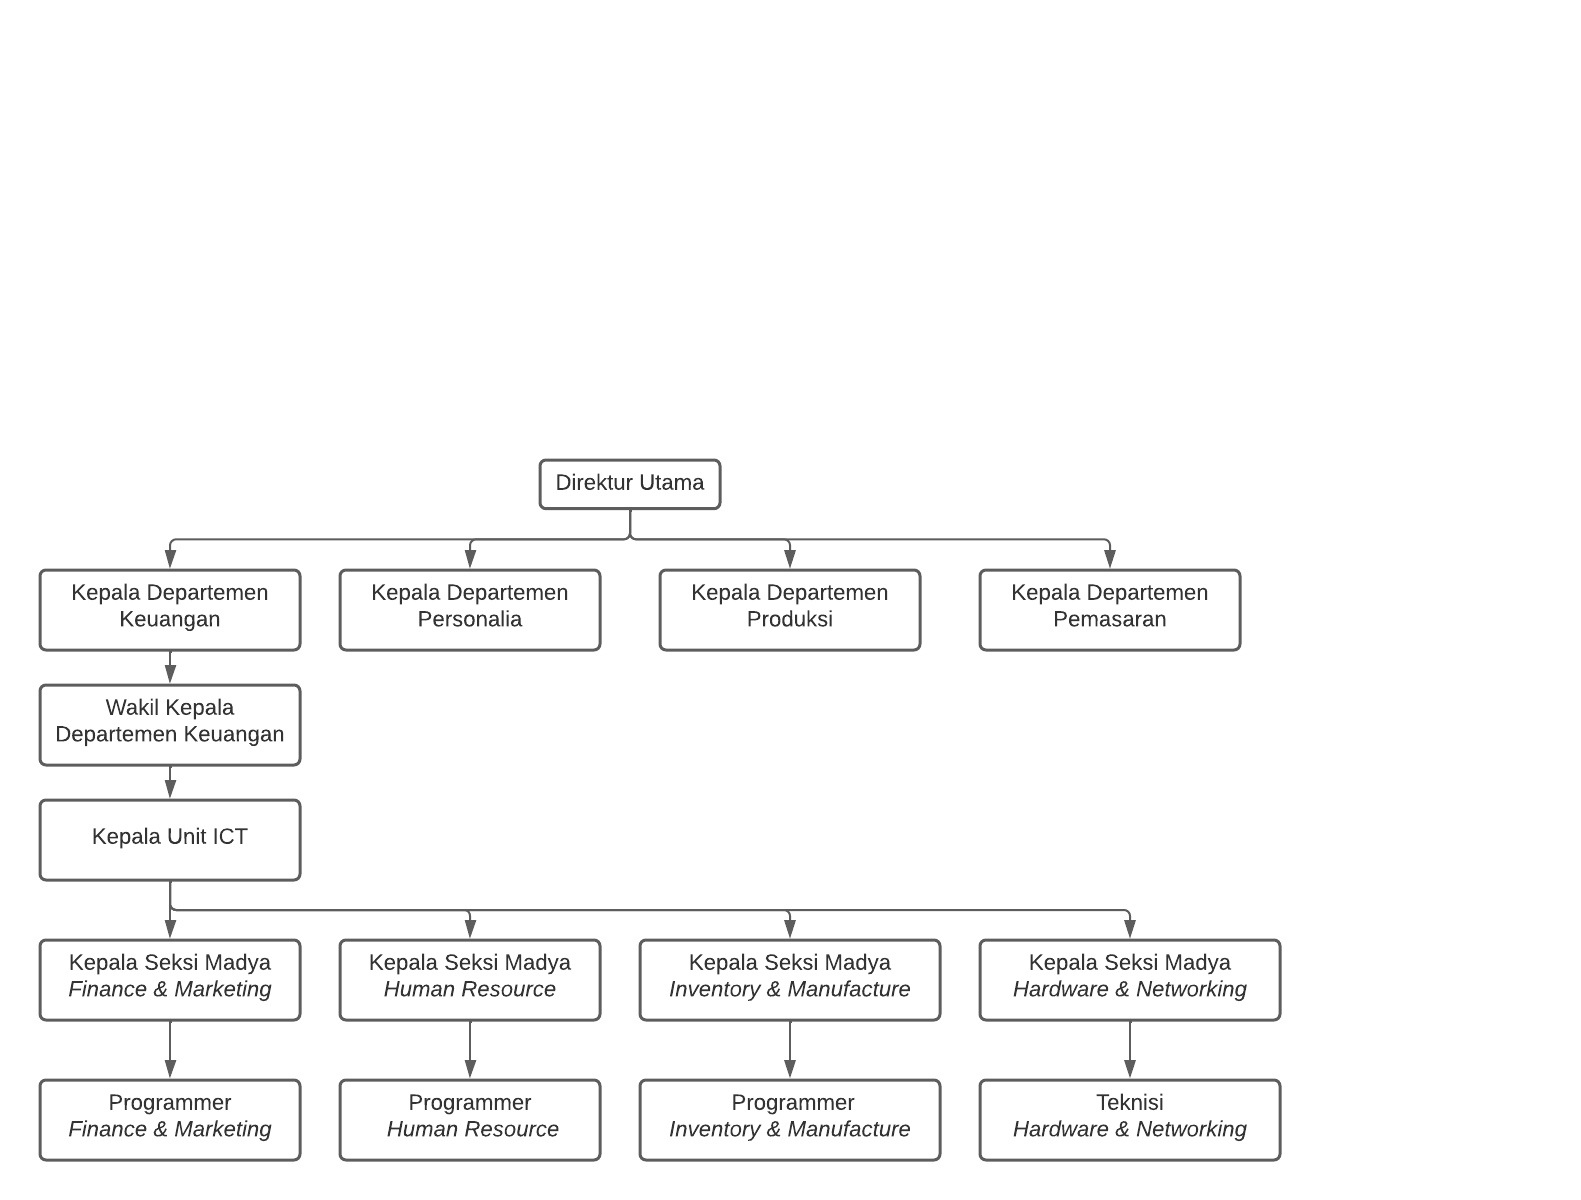 Direktur Utama
Kepala Departemen
Keuangan
Kepala Departemen
Personalia
Kepala Departemen
Produksi
Kepala Departemen
Pemasaran
Wakil Kepala
Departemen Keuangan
Kepala Unit ICT
Kepala Seksi Madya
Finance & Marketing
Kepala Seksi Madya
Human Resource
Kepala Seksi Madya
Inventory & Manufacture
Kepala Seksi Madya
Hardware & Networking
Programmer
Finance & Marketing
Programmer
Human Resource
Programmer
Inventory & Manufacture
Teknisi
Hardware & Networking